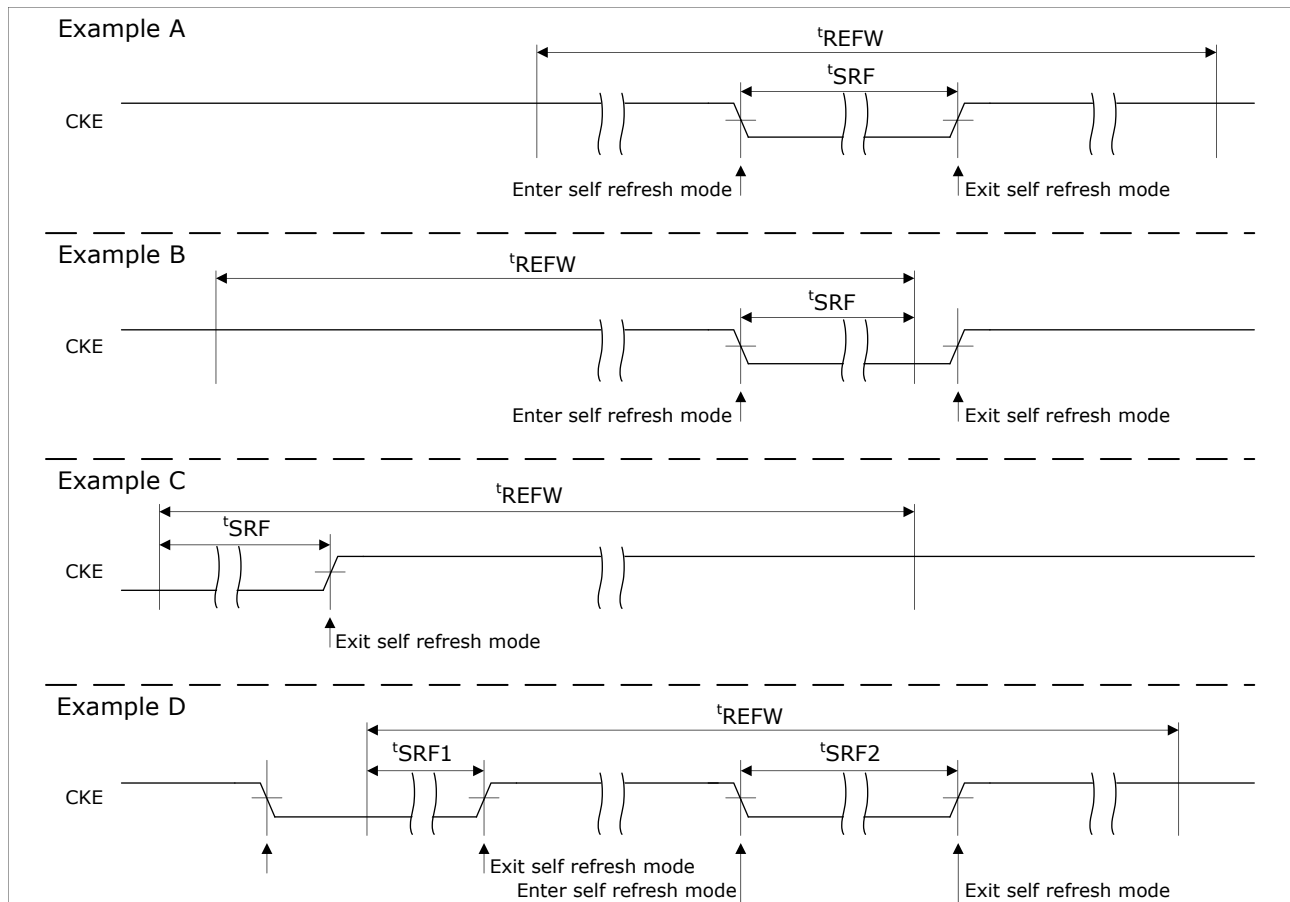 Example A
tREFW
tSRF
CKE
Enter self refresh mode
Exit self refresh mode
Example B
tREFW
tSRF
CKE
Enter self refresh mode
Exit self refresh mode
Example C
tREFW
tSRF
CKE
Exit self refresh mode
Example D
tREFW
tSRF1
tSRF2
CKE
Exit self refresh mode
Enter self refresh mode
Exit self refresh mode